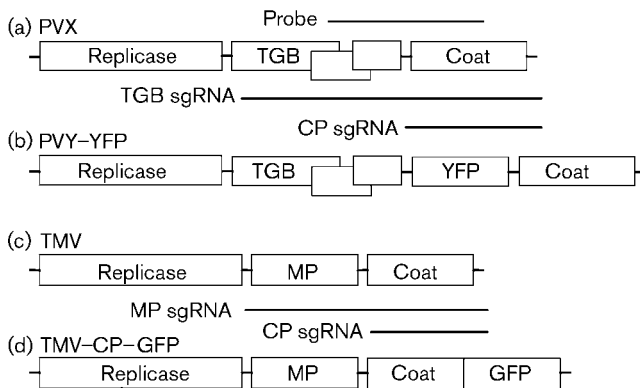 Probe
(a) PVX
Replicase TGB Coat
TGB sgRNA
CP sgRNA
(b) PVY–YFP
Replicase TGB YFP Coat
(c) TMV
Replicase MP Coat
MP sgRNA
CP sgRNA
(d) TMV–CP–GFP
Replicase MP Coat GFP